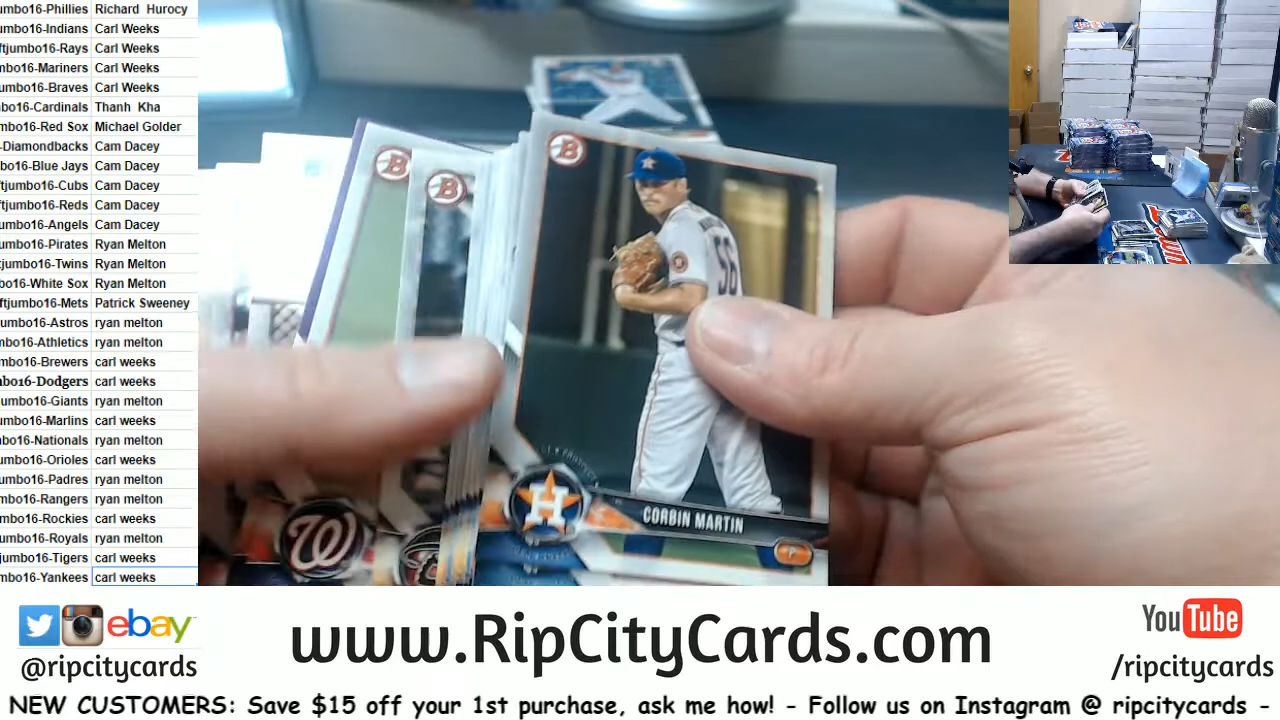 umbo16-Phillies Richard Hurocy
umbo16-Indians Carl Weeks
ftjumbo16-Rays Carl Weeks
mbo16-Mariners Carl Weeks
umbo16-Braves Carl Weeks
bo16-Cardinals Thanh Kha
mbo16-Red Sox Michael Golder
-Diamondbacks Cam Dacey
bo16-Blue Jays Cam Dacey
ftjumbo16-Cubs Cam Dacey
ftjumbo16-Reds Cam Dacey
umbo16-Angels Cam Dacey
umbo16-Pirates Ryan Melton
tjumbo16-Twins Ryan Melton
bo16-White Sox Ryan Melton
ftjumbo16-Mets Patrick Sweeney
umbo16-Astros ryan melton
mbo16-Athletics ryan melton
mbo16-Brewers carl weeks
mbo16-Dodgers carl weeks
umbo16-Giants ryan melton
umbo16-Marlins carl weeks
bo16-Nationals ryan melton
umbo16-Orioles carl weeks
umbo16-Padres ryan melton
mbo16-Rangers ryan melton
mbo16-Rockies carl weeks
umbo16-Royals ryan melton
tjumbo16-Tigers carl weeks
mbo16-Yankees carl weeks
B
B
B
56
H
CORBIN MARTIN
P
W
ebay
@ripcitycards
www.RipCityCards.com
YouTube
/ripcitycards
NEW CUSTOMERS: Save $15 off your 1st purchase, ask me how! - Follow us on Instagram @ ripcitycards -